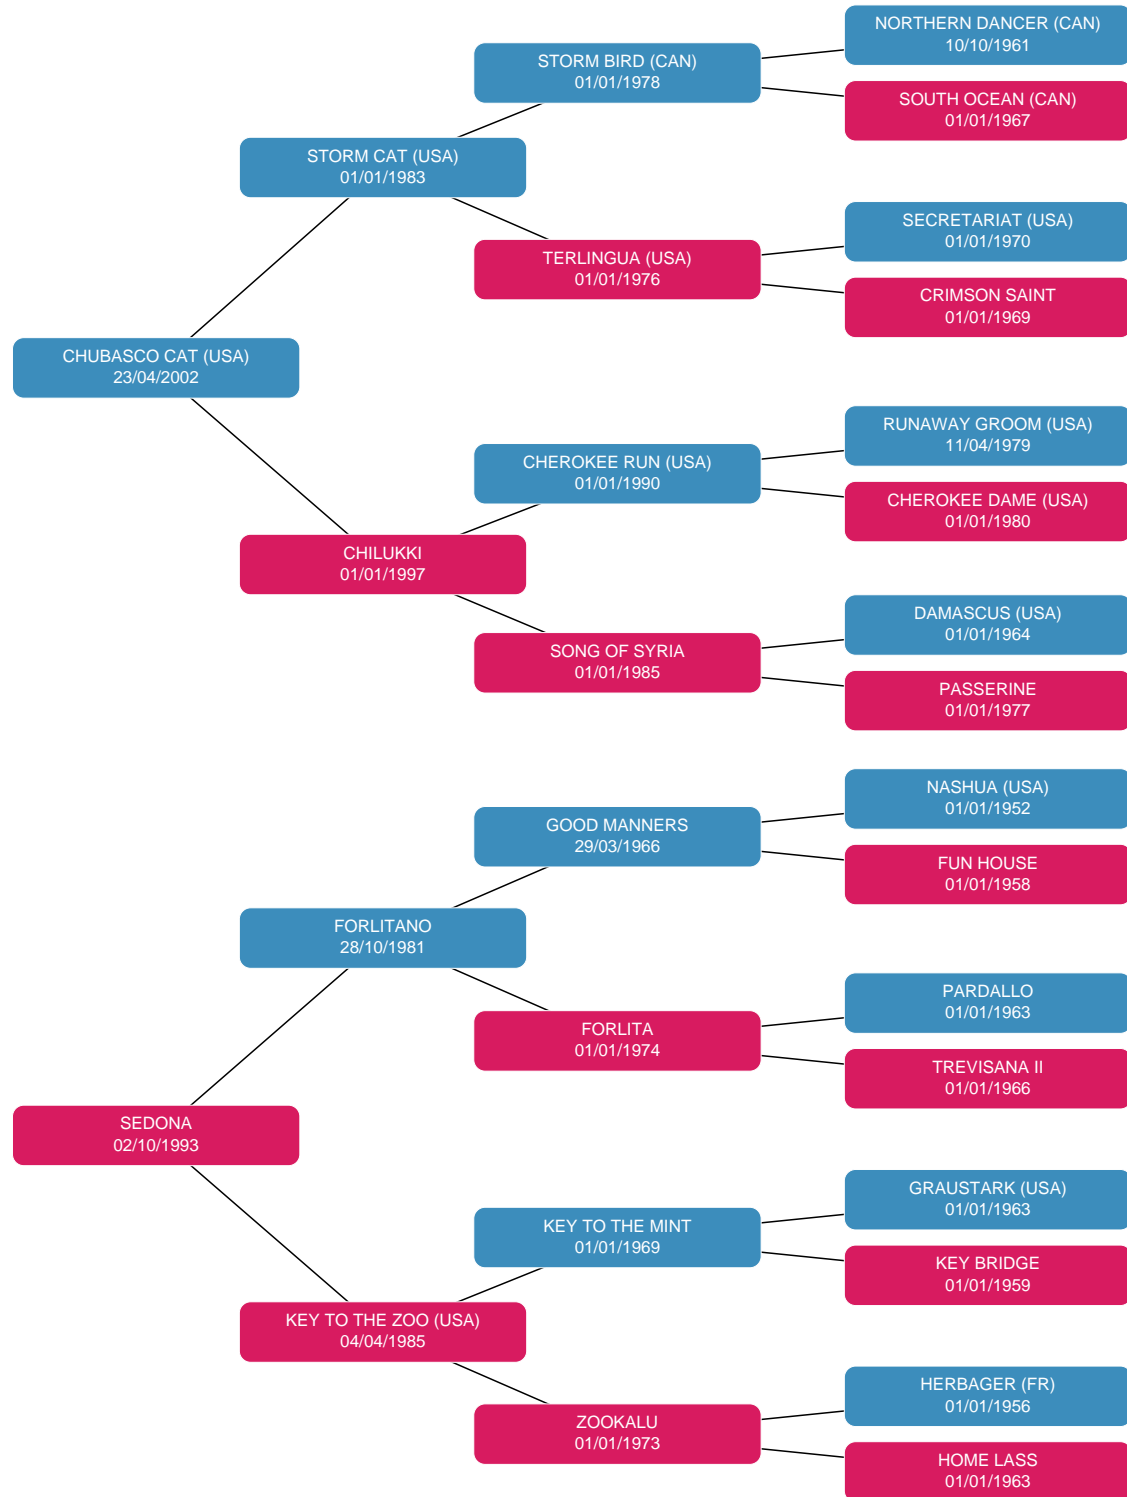 NORTHERN DANCER (CAN)
10/10/1961
STORM BIRD (CAN)
01/01/1978
SOUTH OCEAN (CAN)
01/01/1967
STORM CAT (USA)
01/01/1983
SECRETARIAT (USA)
01/01/1970
TERLINGUA (USA)
01/01/1976
CRIMSON SAINT
01/01/1969
CHUBASCO CAT (USA)
23/04/2002
RUNAWAY GROOM (USA)
11/04/1979
CHEROKEE RUN (USA)
01/01/1990
CHEROKEE DAME (USA)
01/01/1980
CHILUKKI
01/01/1997
DAMASCUS (USA)
01/01/1964
SONG OF SYRIA
01/01/1985
PASSERINE
01/01/1977
NASHUA (USA)
01/01/1952
GOOD MANNERS
29/03/1966
FUN HOUSE
01/01/1958
FORLITANO
28/10/1981
PARDALLO
01/01/1963
FORLITA
01/01/1974
TREVISANA II
01/01/1966
SEDONA
02/10/1993
GRAUSTARK (USA)
01/01/1963
KEY TO THE MINT
01/01/1969
KEY BRIDGE
01/01/1959
KEY TO THE ZOO (USA)
04/04/1985
HERBAGER (FR)
01/01/1956
ZOOKALU
01/01/1973
HOME LASS
01/01/1963